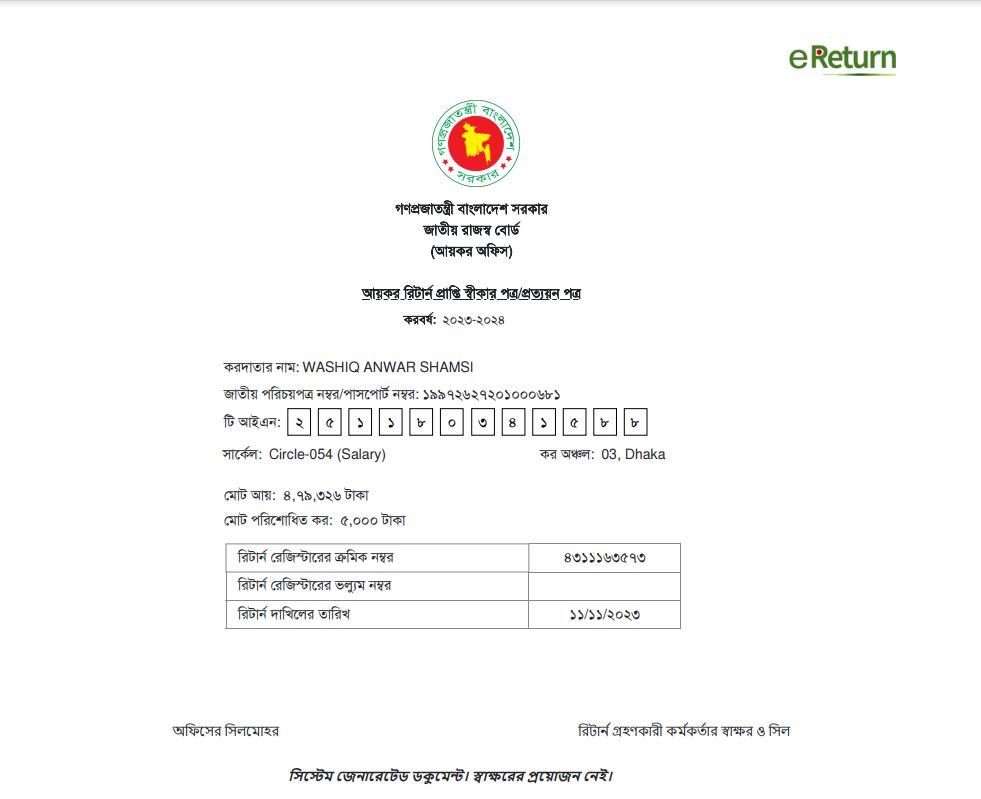 eReturn
গণপ্রজাতন্ত্রী বাংলাদেশ
সরকার
গণপ্রজাতন্ত্রী বাংলাদেশ সরকার
জাতীয় রাজস্ব বোর্ড
(আয়কর অফিস)
আয়কর রিটার্ন প্রাপ্তি স্বীকার পত্র/প্রত্যয়ন পত্র
করবর্ষ: ২০২৩-২০২৪
করদাতার নাম: WASHIQ ANWAR SHAMSI
জাতীয় পরিচয়পত্র নম্বর/পাসপোর্ট নম্বর: ১৯৯৭২৬২৭২০১০০০৬৮১
টি আইএন: ২ ৫ ১ ১ ৮ ০ ৩ ৪ ১ ৫ ৮ ৮
সার্কেল: Circle-054 (Salary) কর অঞ্চল: 03, Dhaka
মোট আয়: ৪,৭৯,৩২৬ টাকা
মোট পরিশোধিত কর: ৫,০০০ টাকা
রিটার্ন রেজিস্টারের ক্রমিক নম্বর ৪৩১১১৬৩৫৭৩
রিটার্ন রেজিস্টারের ভল্যুম নম্বর
রিটার্ন দাখিলের তারিখ ১১/১১/২০২৩
অফিসের সিলমোহর রিটার্ন গ্রহণকারী কর্মকর্তার স্বাক্ষর ও সিল
সিস্টেম জেনারেটেড ডকুমেন্ট। স্বাক্ষরের প্রয়োজন নেই।